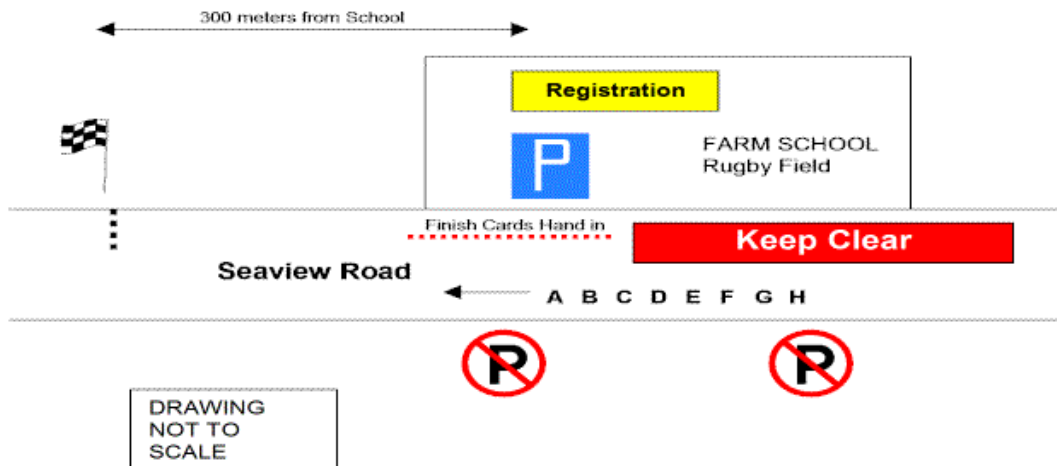 300 meters from School
Registration
P
FARM SCHOOL
Rugby Field
Finish Cards Hand in
Keep Clear
Seaview Road
A B C D E F G H
P
P
DRAWING
NOT TO
SCALE